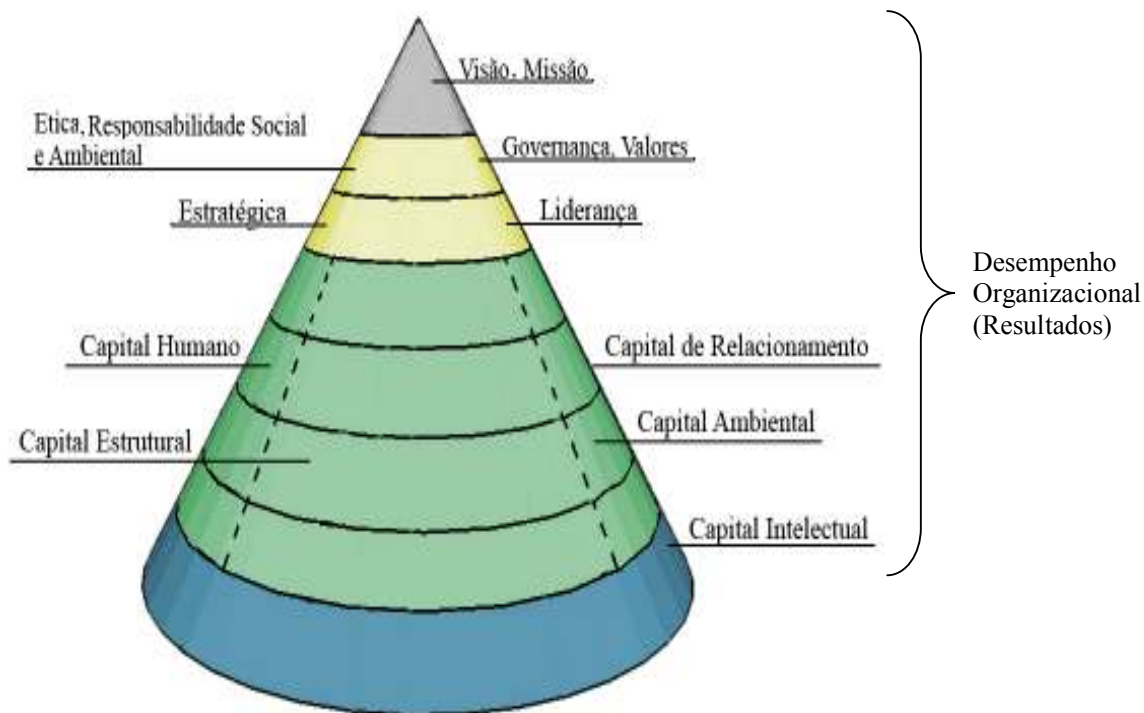 Visão, Missão
Etica, Responsabilidade Social
e Ambiental
Governança, Valores
Estratégica
Liderança
Desempenho
Organizacional
(Resultados)
Capital Humano
Capital de Relacionamento
Capital Estrutural
Capital Ambiental
Capital Intelectual